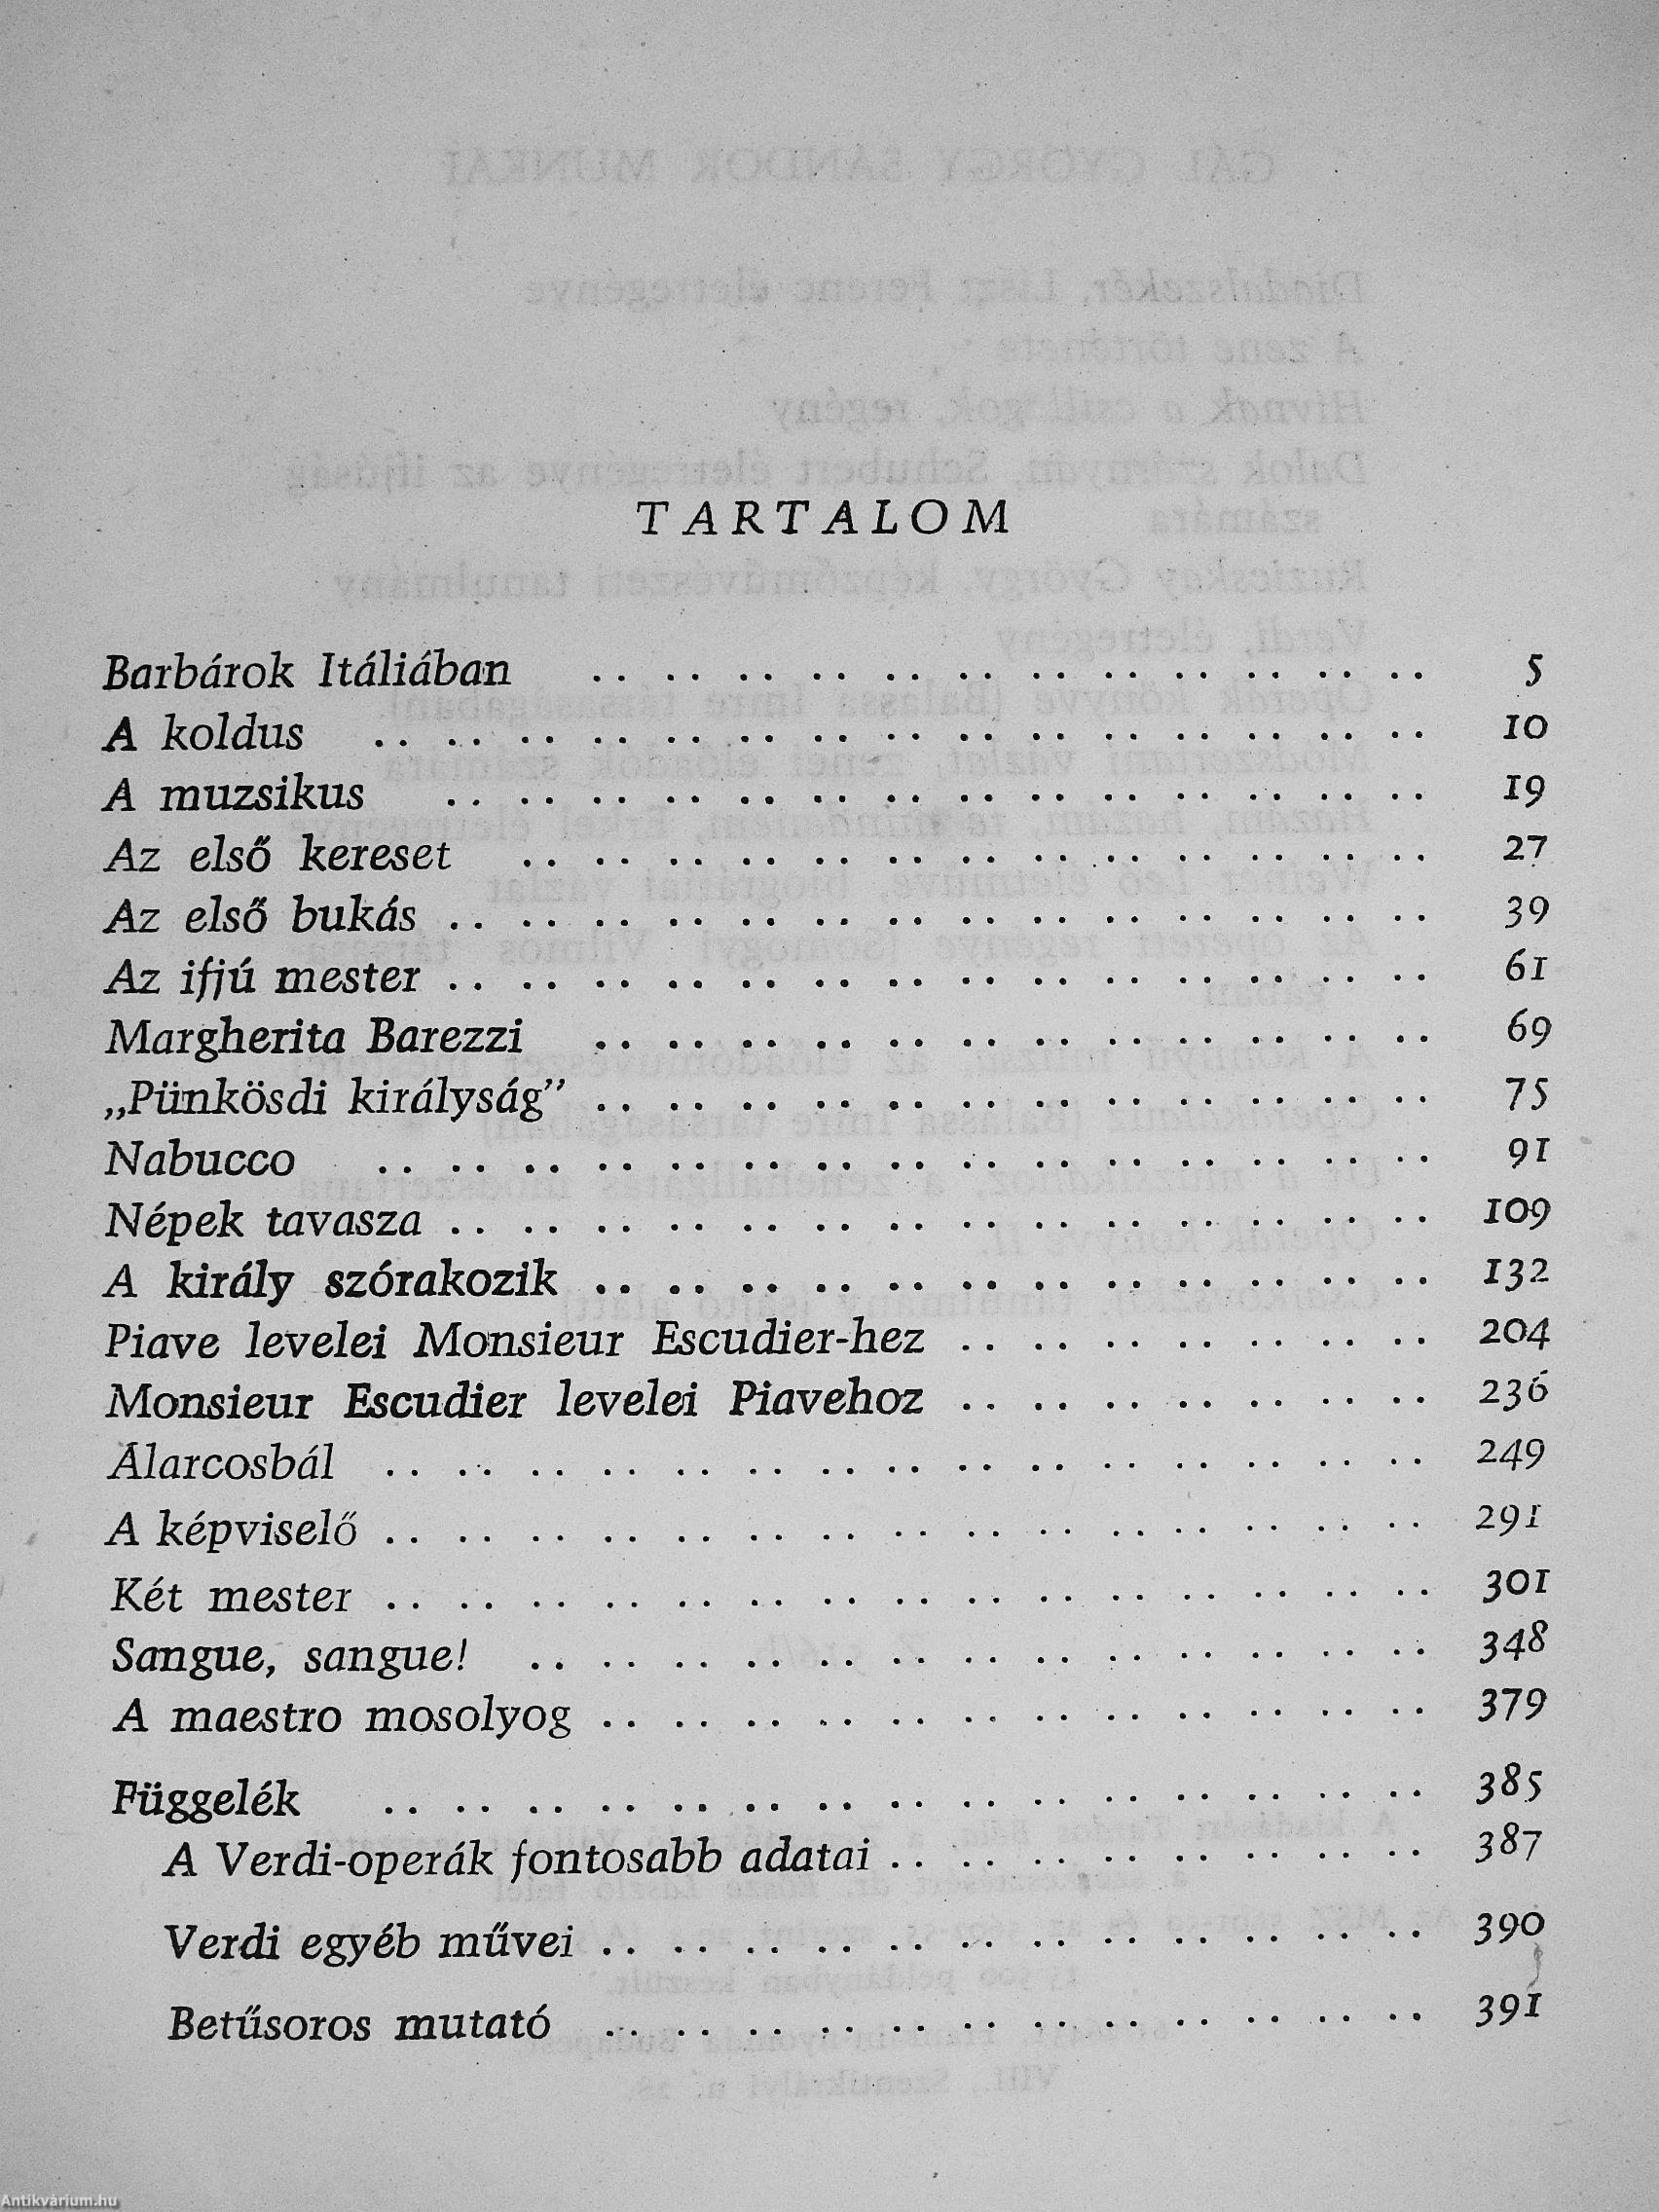 TARTALOM
Barbárok Itáliában . . . . . . . . . . . . . . . . . . . . . . . . 5
A koldus . . . . . . . . . . . . . . . . . . . . . . . . . . . . . . 10
A muzsikus . . . . . . . . . . . . . . . . . . . . . . . . . . . . 19
Az első kereset . . . . . . . . . . . . . . . . . . . . . . . . . . 27
Az első bukás . . . . . . . . . . . . . . . . . . . . . . . . . . . . 39
Az ifjú mester . . . . . . . . . . . . . . . . . . . . . . . . . . . . 61
Margherita Barezzi . . . . . . . . . . . . . . . . . . . . . . . . 69
„Pünkösdi királyság” . . . . . . . . . . . . . . . . . . . . . . . . 75
Nabucco . . . . . . . . . . . . . . . . . . . . . . . . . . . . . . 91
Népek tavasza . . . . . . . . . . . . . . . . . . . . . . . . . . . . 109
A király szórakozik . . . . . . . . . . . . . . . . . . . . . . . . 132
Piave levelei Monsieur Escudier-hez . . . . . . . . . . . . . . 204
Monsieur Escudier levelei Piavehoz . . . . . . . . . . . . . . 236
Álarcosbál . . . . . . . . . . . . . . . . . . . . . . . . . . . . . . 249
A képviselő . . . . . . . . . . . . . . . . . . . . . . . . . . . . . . 291
Két mester . . . . . . . . . . . . . . . . . . . . . . . . . . . . . . 301
Sangue, sangue! . . . . . . . . . . . . . . . . . . . . . . . . . . 348
A maestro mosolyog . . . . . . . . . . . . . . . . . . . . . . . . 379
Függelék . . . . . . . . . . . . . . . . . . . . . . . . . . . . . . 385
A Verdi-operák fontosabb adatai . . . . . . . . . . . . . . . . 387
Verdi egyéb művei . . . . . . . . . . . . . . . . . . . . . . . . 390
Betűsoros mutató . . . . . . . . . . . . . . . . . . . . . . . . 391
Antikvárium.hu